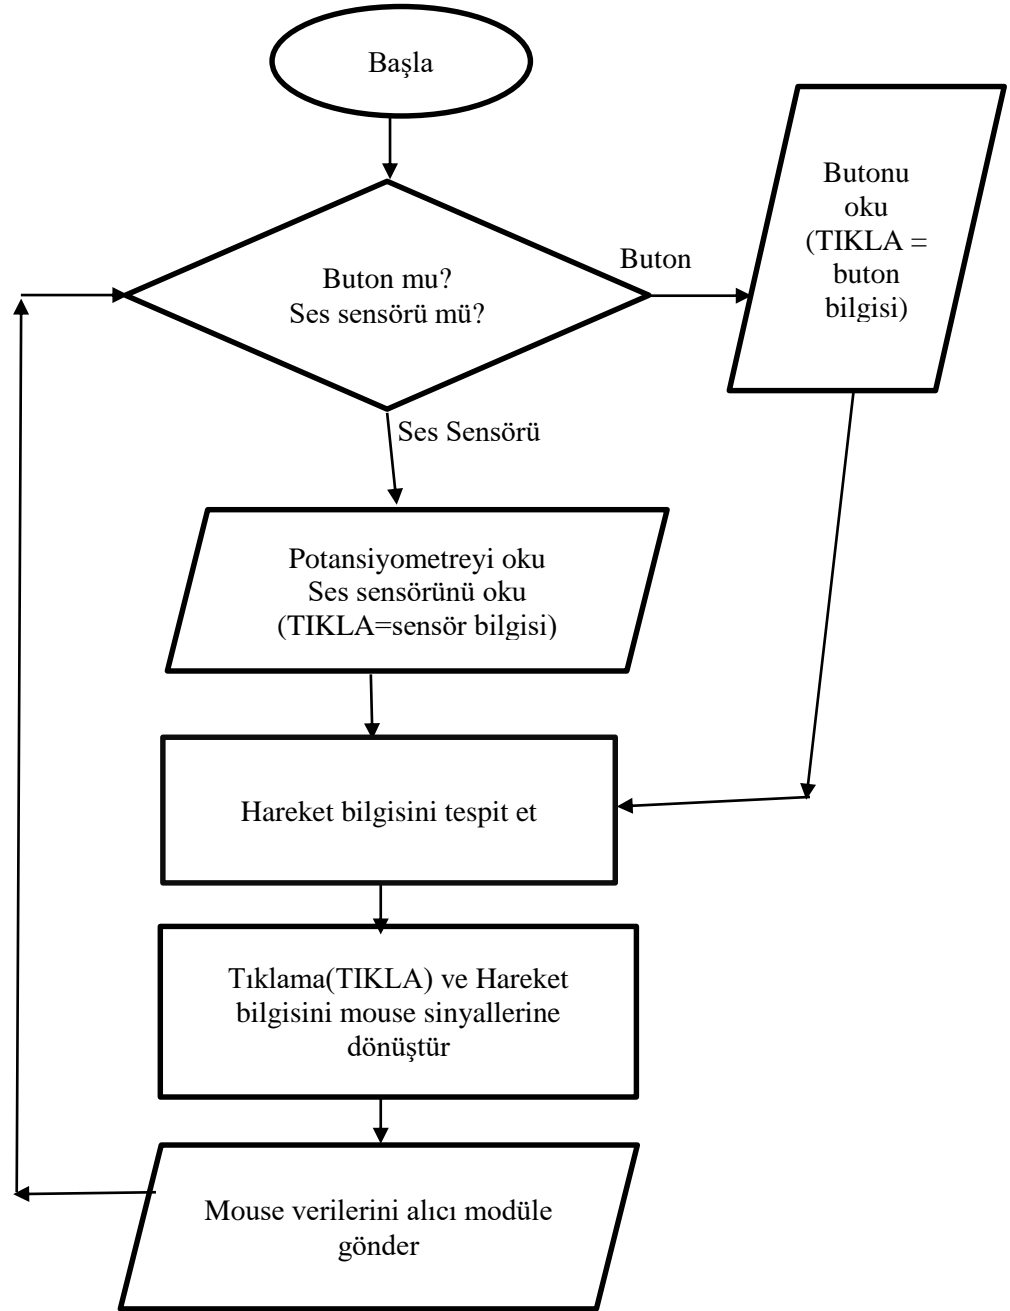 Başla
Buton mu?
Ses sensörü mü?
Buton
Butonu
oku
(TIKLA =
buton
bilgisi)
Ses Sensörü
Potansiyometreyi oku
Ses sensörünü oku
(TIKLA=sensör bilgisi)
Hareket bilgisini tespit et
Tıklama(TIKLA) ve Hareket
bilgisini mouse sinyallerine
dönüştür
Mouse verilerini alıcı modüle
gönder